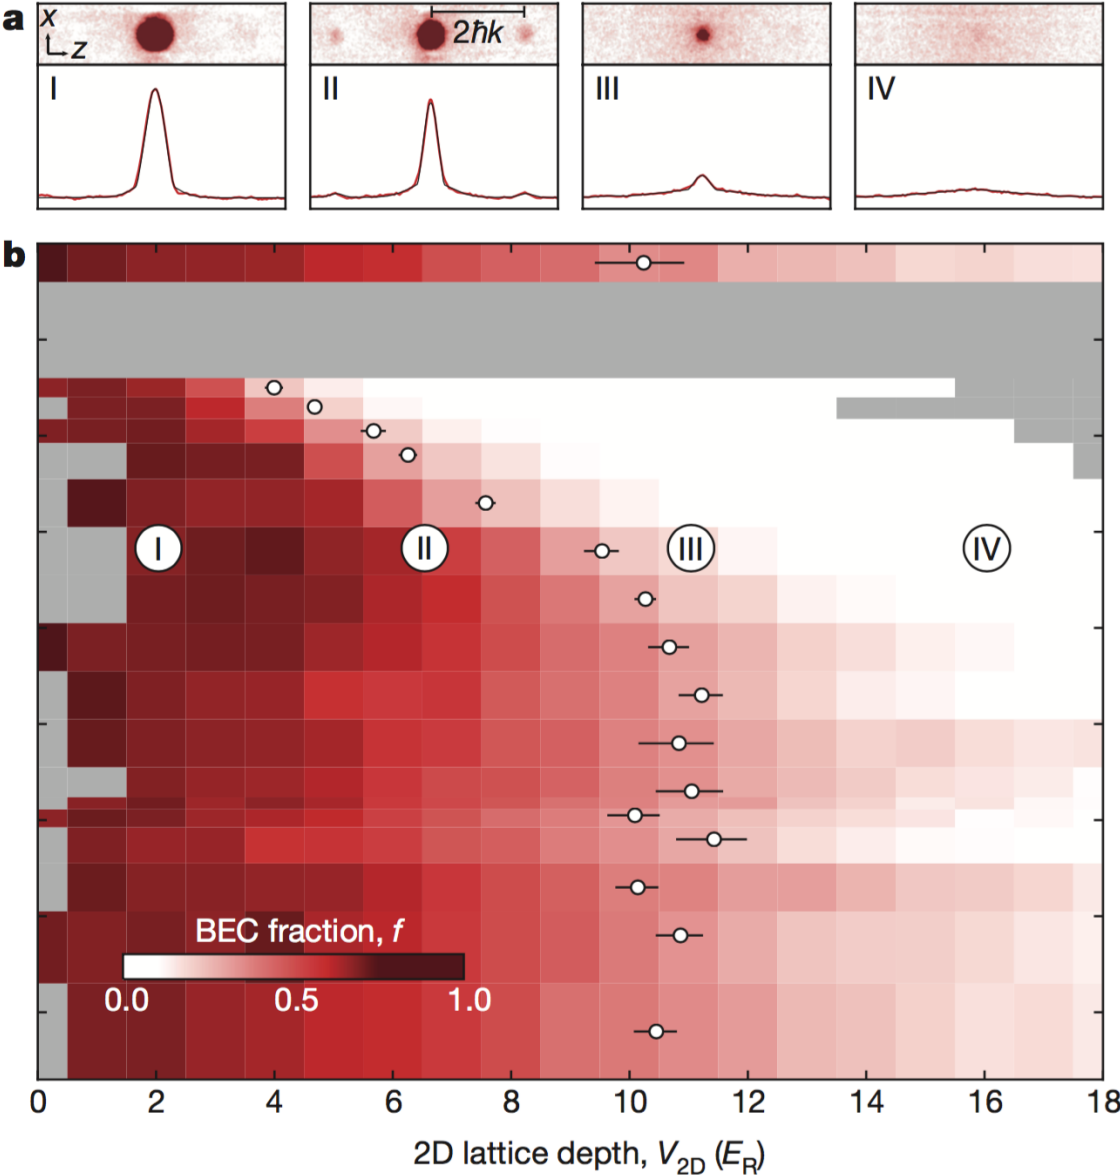 a
x
z
2ħk
I
II
III
IV
b
I
II
III
IV
BEC fraction, f
0.0 0.5 1.0
0 2 4 6 8 10 12 14 16 18
2D lattice depth, V2D (ER)